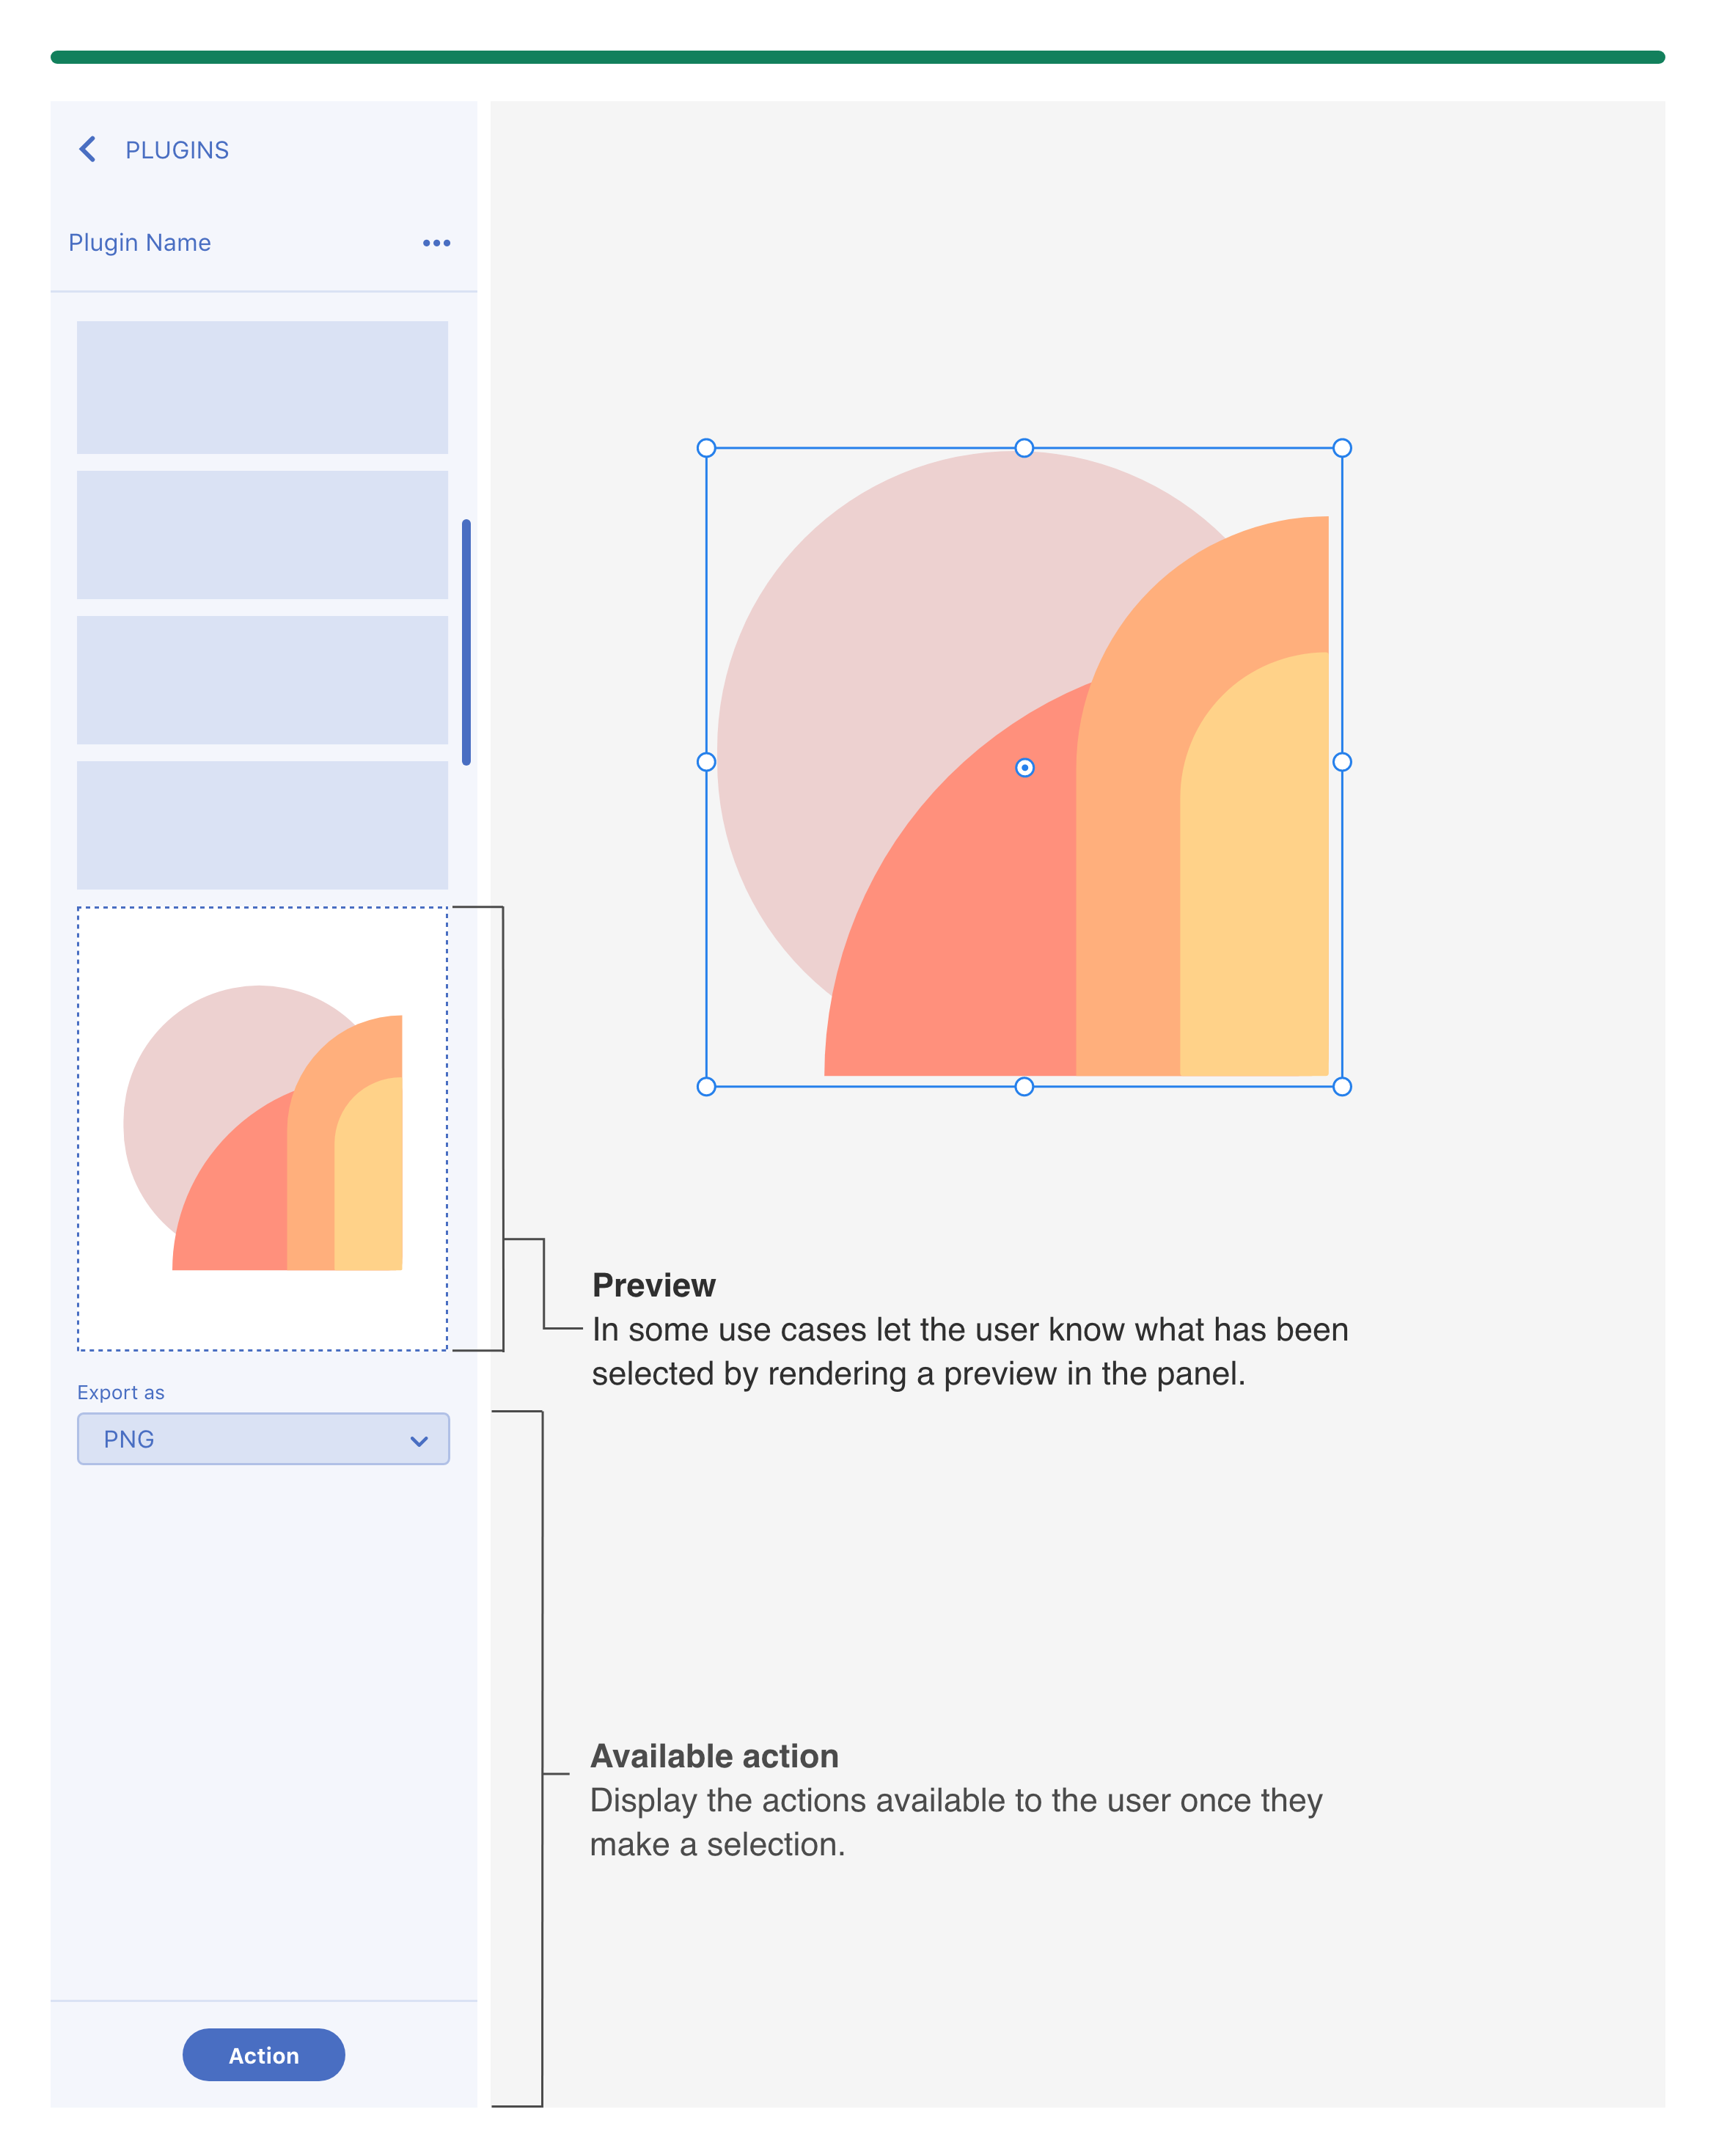 PLUGINS
Plugin Name
Preview
In some use cases let the user know what has been
selected by rendering a preview in the panel.
Export as
PNG
Available action
Display the actions available to the user once they
make a selection.
Action